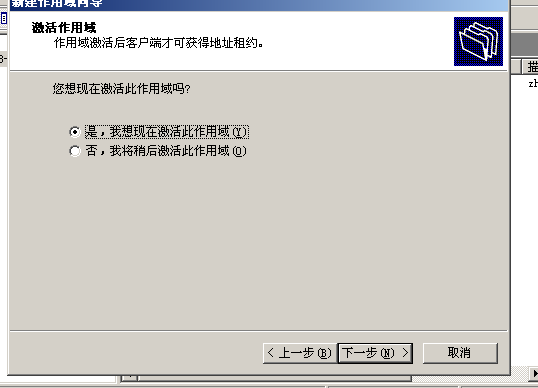 新建作用域向导
激活作用域
作用域激活后客户端才可获得地址租约。
您想现在激活此作用域吗?
是，我想现在激活此作用域(Y)
否，我将稍后激活此作用域(O)
< 上一步(B)
下一步(N) >
取消
描
zh